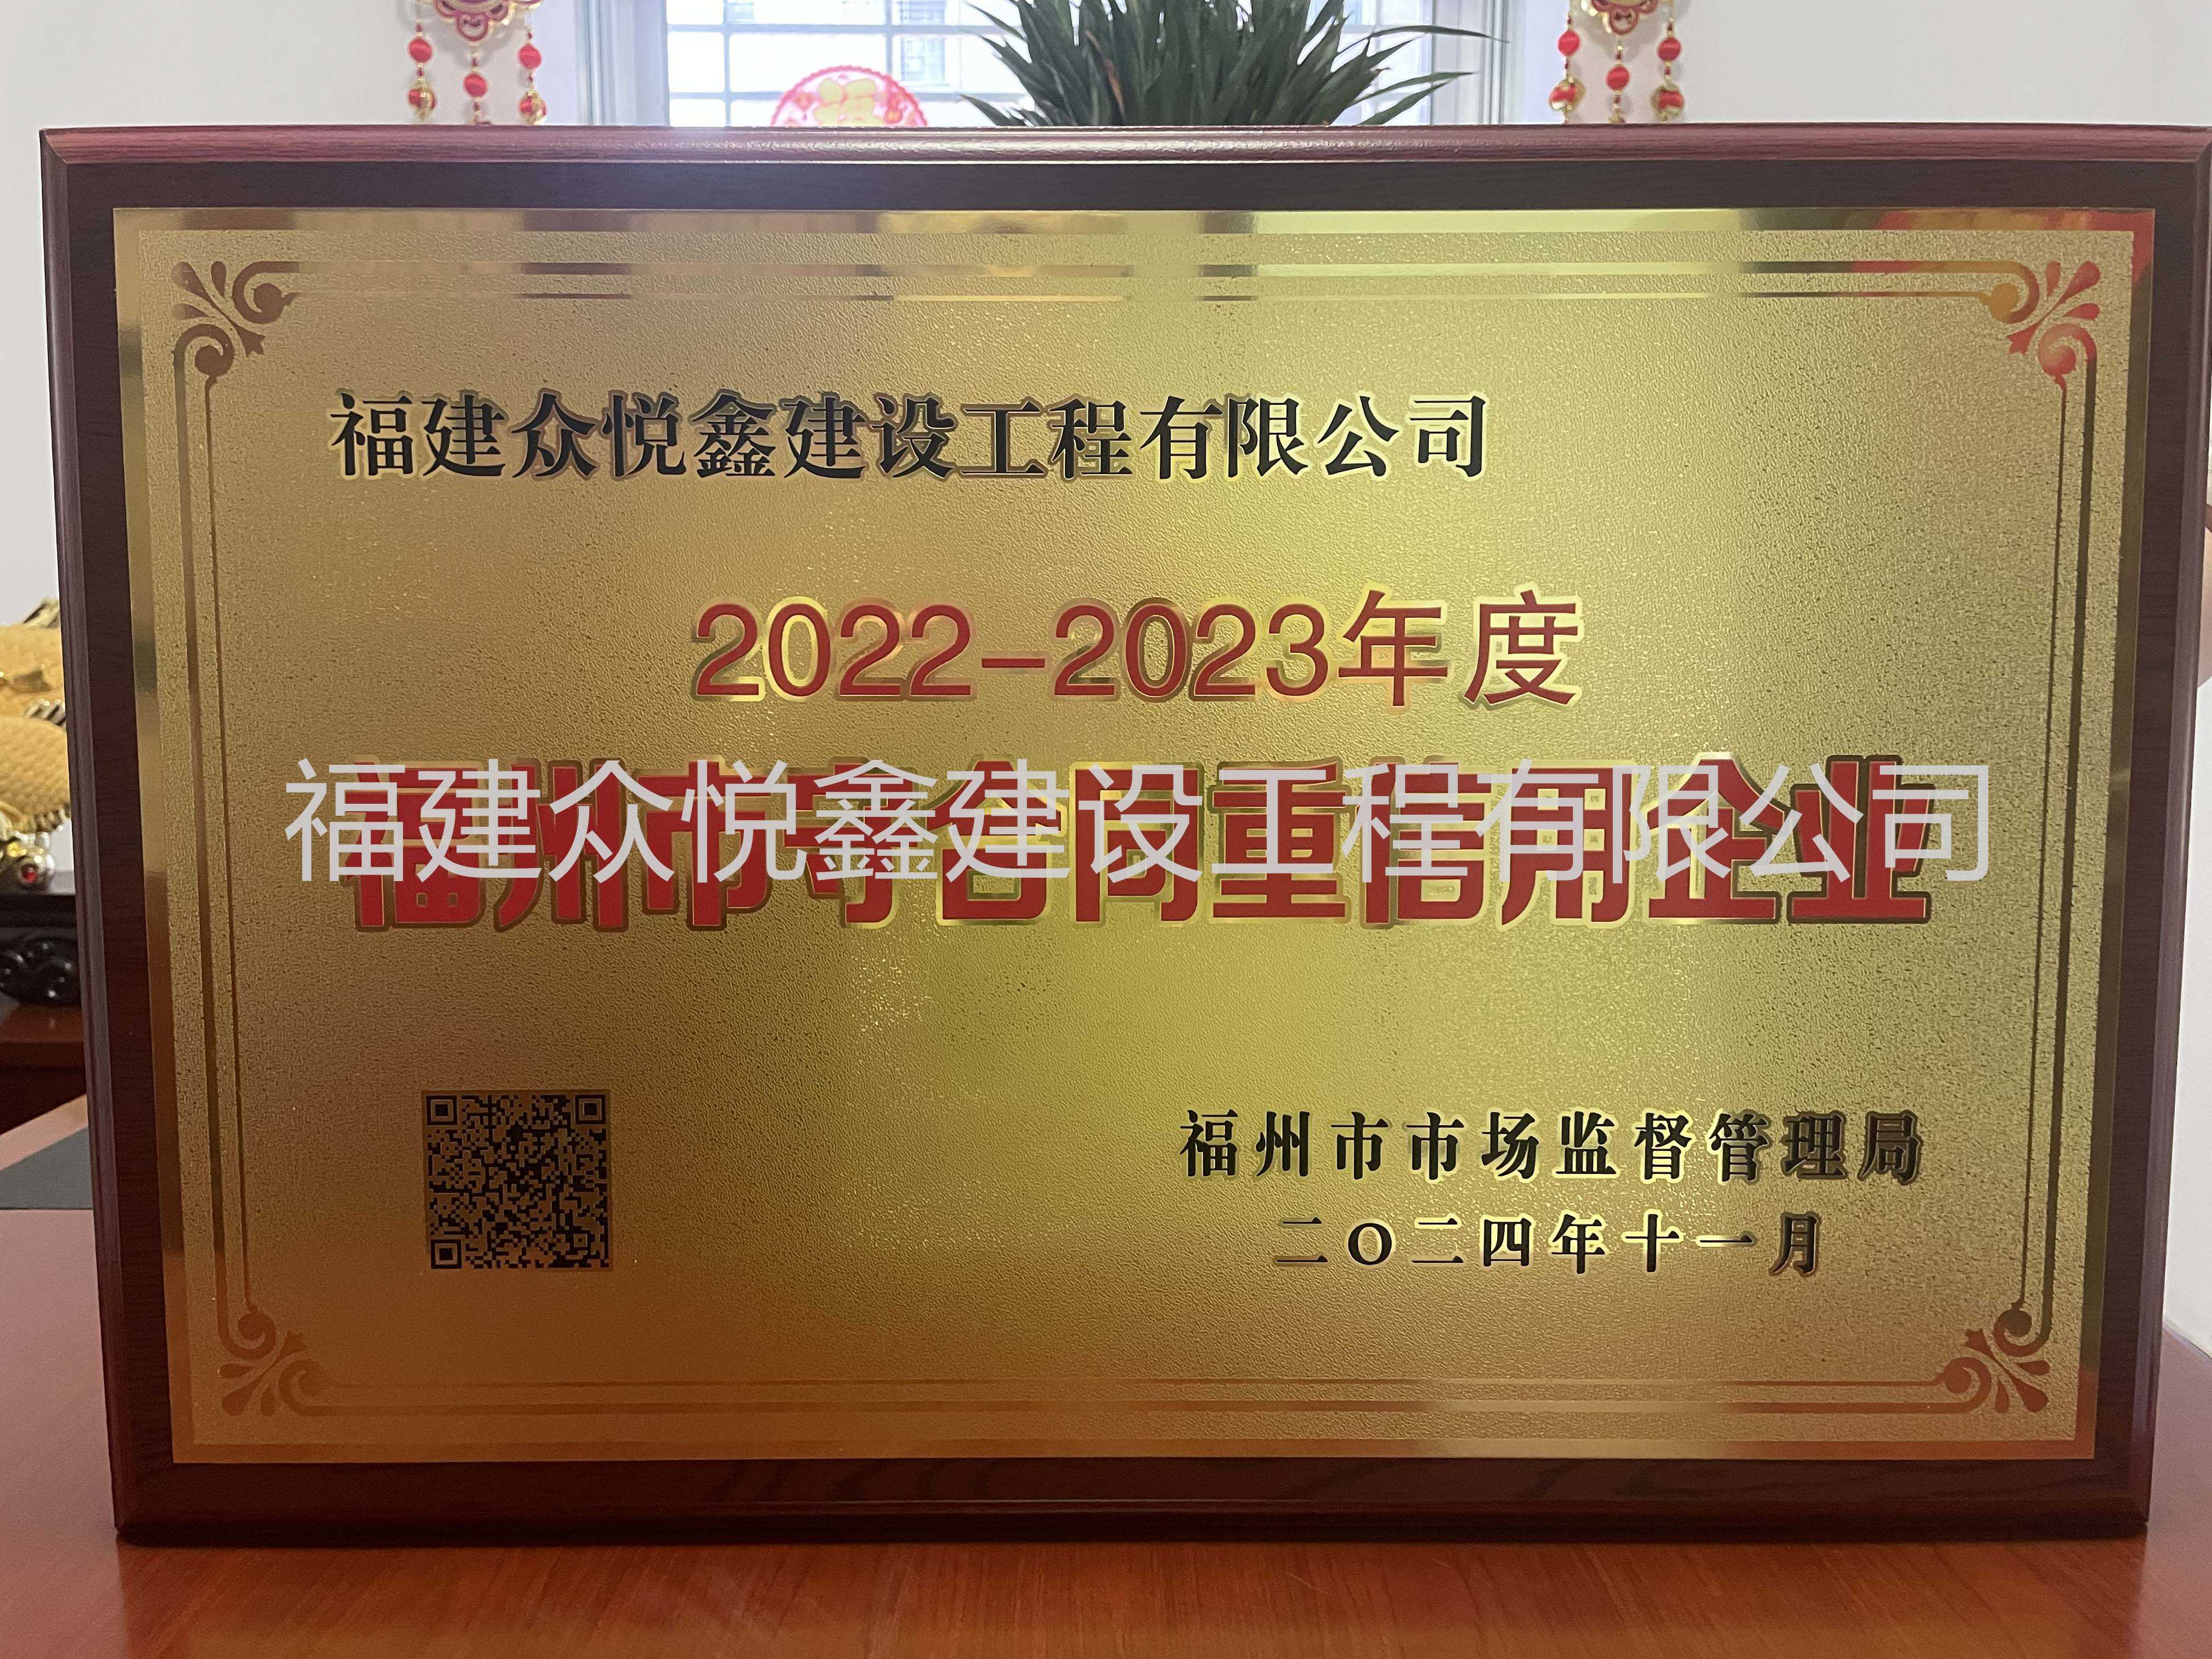 福建众悦鑫建设工程有限公司
2022-2023年度
福州市守合同重信用企业
福建众悦鑫建设工程有限公司
福州市市场监督管理局
二〇二四年十一月